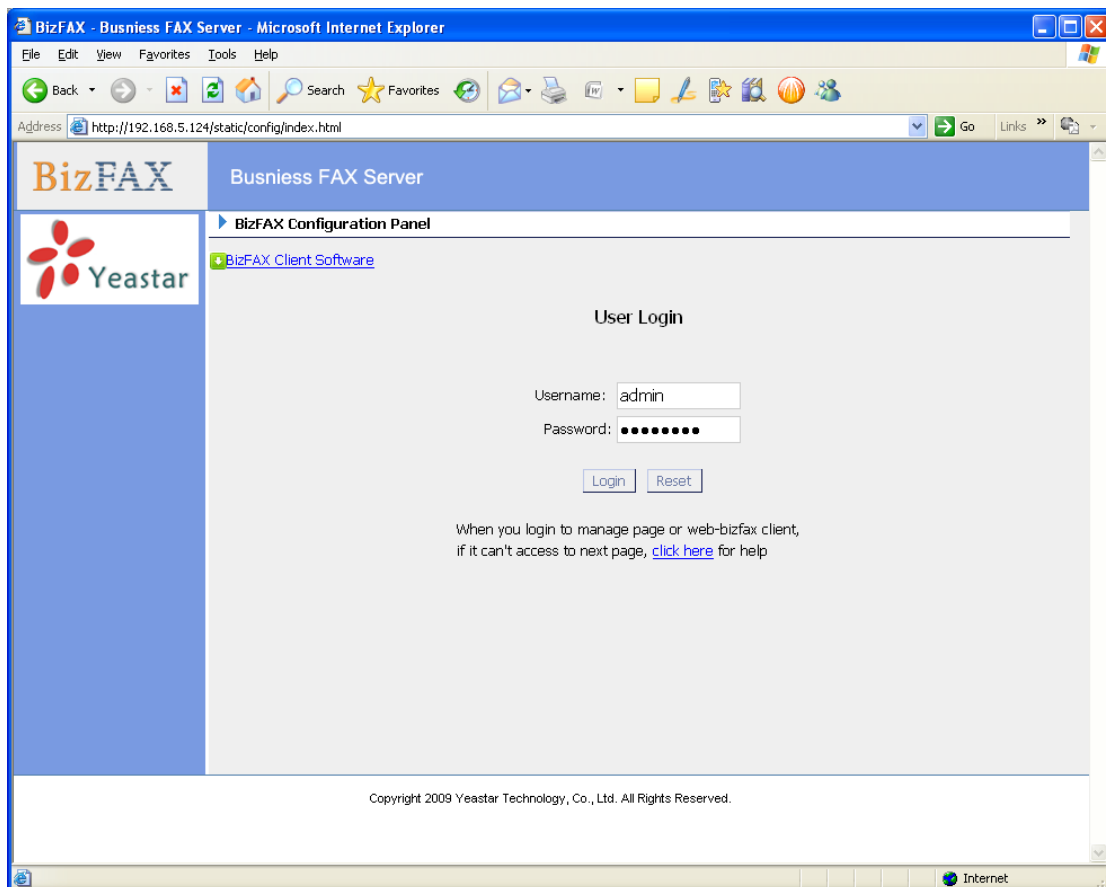 BizFAX - Busniess FAX Server - Microsoft Internet Explorer
File Edit View Favorites Tools Help
Back Search Favorites
Address http://192.168.5.124/static/config/index.html Go Links »
BizFAX Busniess FAX Server
Yeastar
BizFAX Configuration Panel
BizFAX Client Software
User Login
Username: admin
Password: ●●●●●●●●
Login Reset
When you login to manage page or web-bizfax client,
if it can't access to next page, click here for help
Copyright 2009 Yeastar Technology, Co., Ltd. All Rights Reserved.
Internet